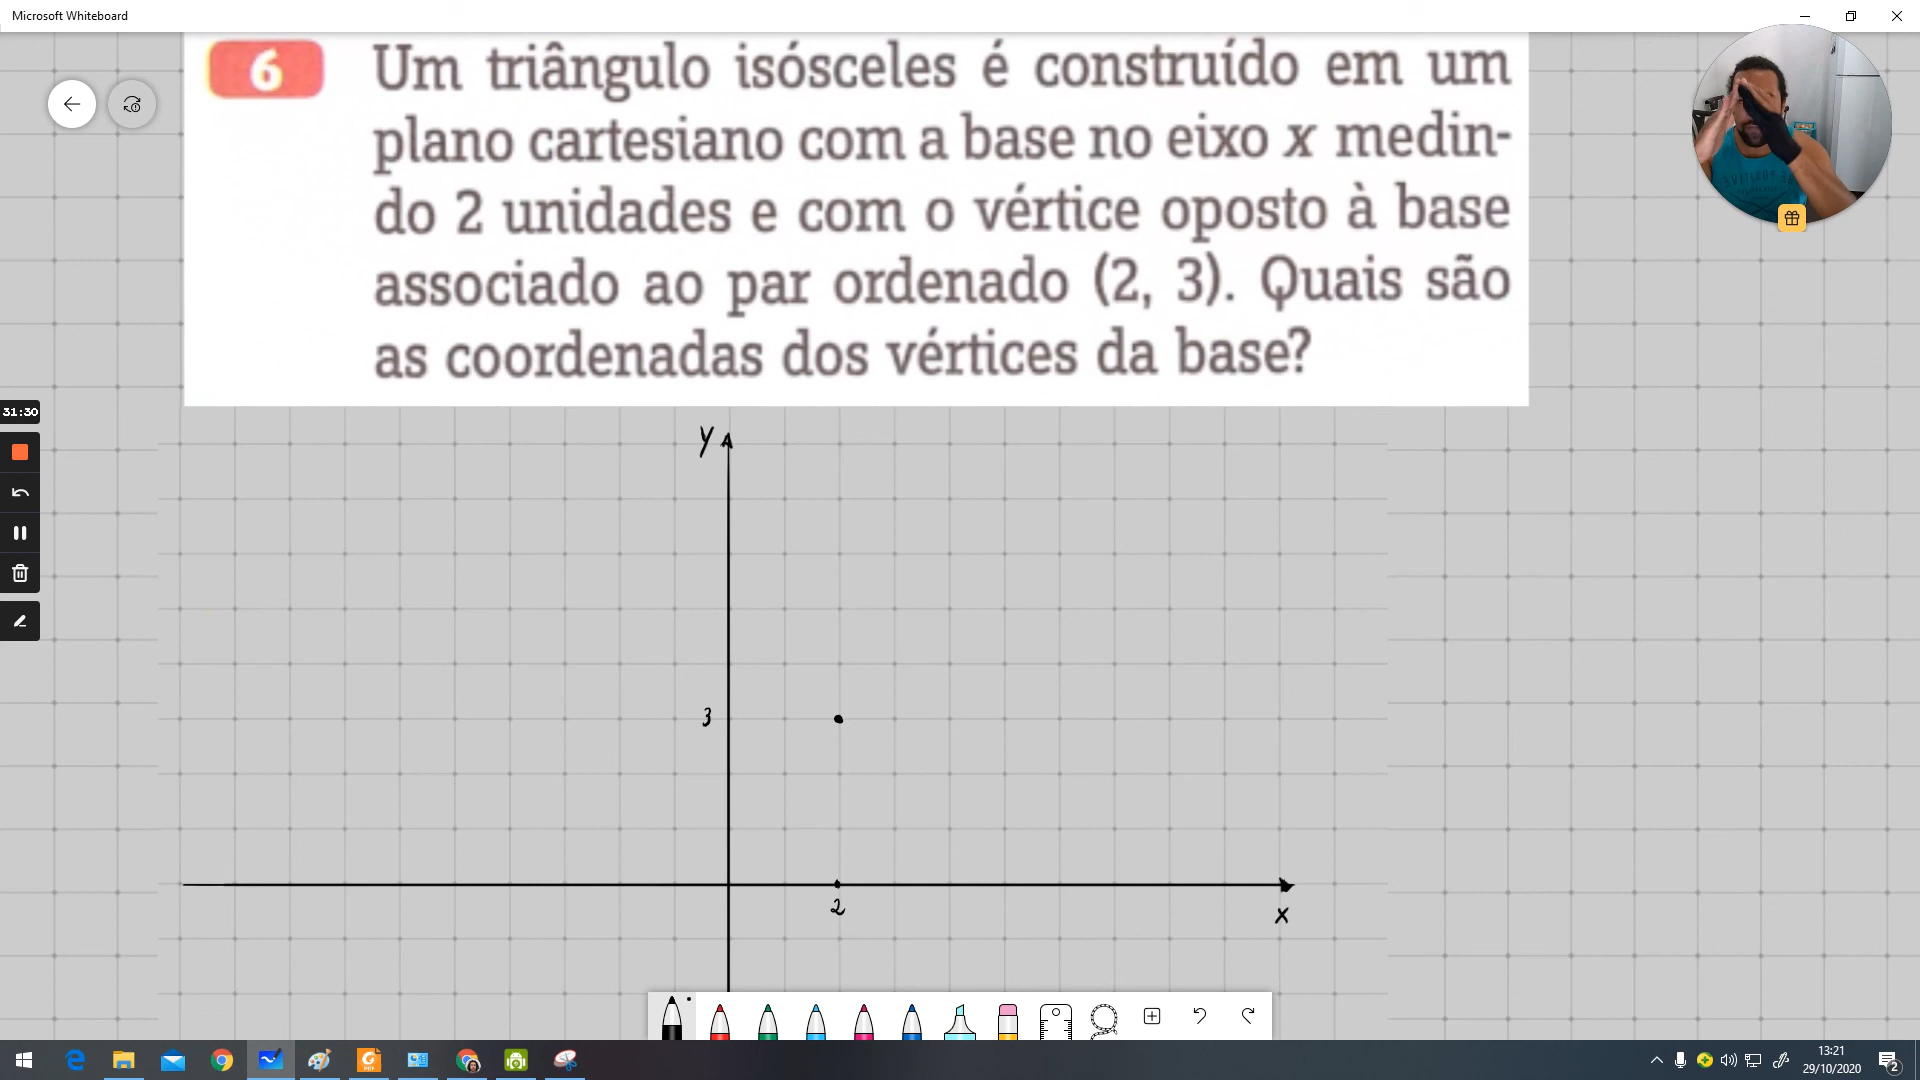 Microsoft Whiteboard
6 Um triângulo isósceles é construído em um
plano cartesiano com a base no eixo x medin-
do 2 unidades e com o vértice oposto à base
associado ao par ordenado (2, 3). Quais são
as coordenadas dos vértices da base?
31:30
y
3
2
x
13:21
29/10/2020
2